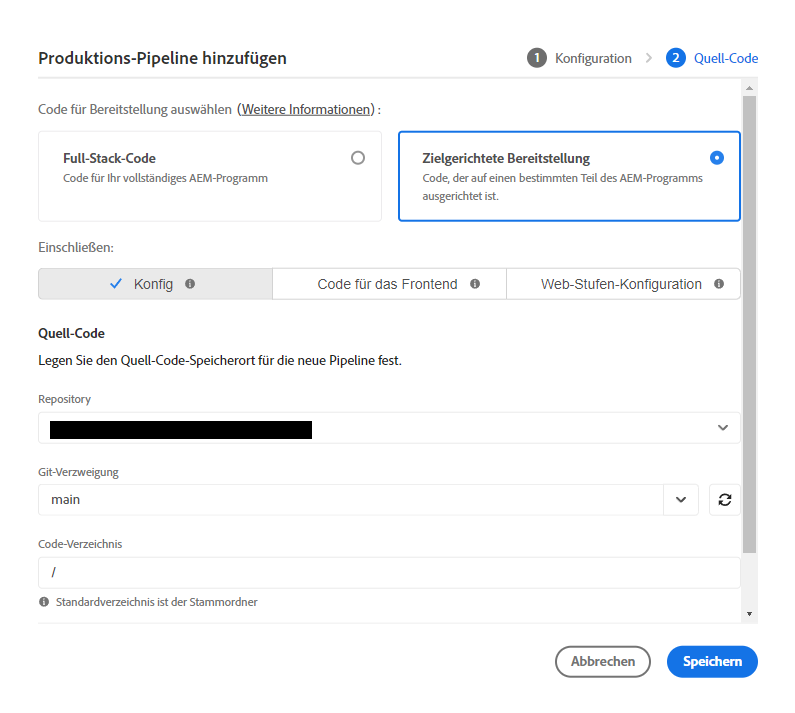 Produktions-Pipeline hinzufügen
1 Konfiguration > 2 Quell-Code
Code für Bereitstellung auswählen (Weitere Informationen) :
Full-Stack-Code
Code für Ihr vollständiges AEM-Programm
Zielgerichtete Bereitstellung
Code, der auf einen bestimmten Teil des AEM-Programms
ausgerichtet ist.
Einschließen:
Konfig
Code für das Frontend
Web-Stufen-Konfiguration
Quell-Code
Legen Sie den Quell-Code-Speicherort für die neue Pipeline fest.
Repository
Git-Verzweigung
main
Code-Verzeichnis
/
Standardverzeichnis ist der Stammordner
Abbrechen
Speichern